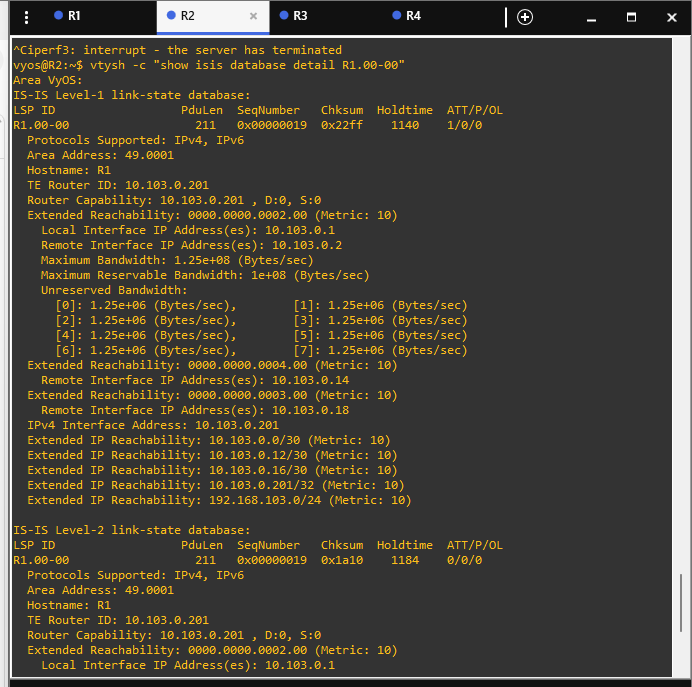 R1
R2
R3
R4
^Ciperf3: interrupt - the server has terminated
vyos@R2:~$ vtysh -c "show isis database detail R1.00-00"
Area VyOS:
IS-IS Level-1 link-state database:
LSP ID                  PduLen  SeqNumber   Chksum  Holdtime  ATT/P/OL
R1.00-00                  211   0x00000019  0x22ff    1140    1/0/0
  Protocols Supported: IPv4, IPv6
  Area Address: 49.0001
  Hostname: R1
  TE Router ID: 10.103.0.201
  Router Capability: 10.103.0.201 , D:0, S:0
  Extended Reachability: 0000.0000.0002.00 (Metric: 10)
    Local Interface IP Address(es): 10.103.0.1
    Remote Interface IP Address(es): 10.103.0.2
    Maximum Bandwidth: 1.25e+08 (Bytes/sec)
    Maximum Reservable Bandwidth: 1e+08 (Bytes/sec)
    Unreserved Bandwidth:
      [0]: 1.25e+06 (Bytes/sec),        [1]: 1.25e+06 (Bytes/sec)
      [2]: 1.25e+06 (Bytes/sec),        [3]: 1.25e+06 (Bytes/sec)
      [4]: 1.25e+06 (Bytes/sec),        [5]: 1.25e+06 (Bytes/sec)
      [6]: 1.25e+06 (Bytes/sec),        [7]: 1.25e+06 (Bytes/sec)
  Extended Reachability: 0000.0000.0004.00 (Metric: 10)
    Remote Interface IP Address(es): 10.103.0.14
  Extended Reachability: 0000.0000.0003.00 (Metric: 10)
    Remote Interface IP Address(es): 10.103.0.18
  IPv4 Interface Address: 10.103.0.201
  Extended IP Reachability: 10.103.0.0/30 (Metric: 10)
  Extended IP Reachability: 10.103.0.12/30 (Metric: 10)
  Extended IP Reachability: 10.103.0.16/30 (Metric: 10)
  Extended IP Reachability: 10.103.0.201/32 (Metric: 10)
  Extended IP Reachability: 192.168.103.0/24 (Metric: 10)
IS-IS Level-2 link-state database:
LSP ID                  PduLen  SeqNumber   Chksum  Holdtime  ATT/P/OL
R1.00-00                  211   0x00000019  0x1a10    1184    0/0/0
  Protocols Supported: IPv4, IPv6
  Area Address: 49.0001
  Hostname: R1
  TE Router ID: 10.103.0.201
  Router Capability: 10.103.0.201 , D:0, S:0
  Extended Reachability: 0000.0000.0002.00 (Metric: 10)
    Local Interface IP Address(es): 10.103.0.1